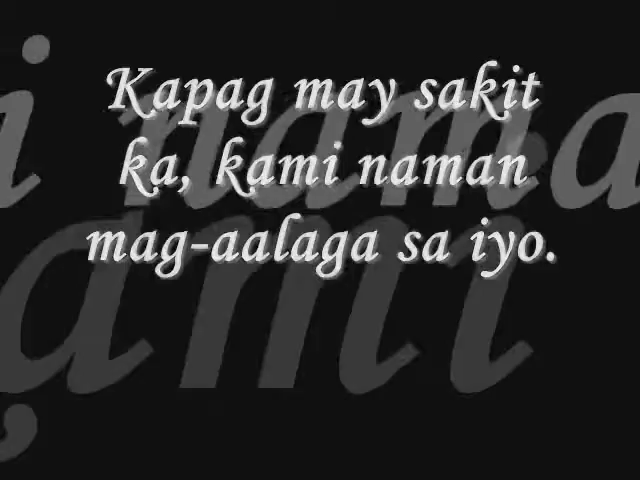 Kapag may sakit
ka, kami naman
mag-aalaga sa iyo.